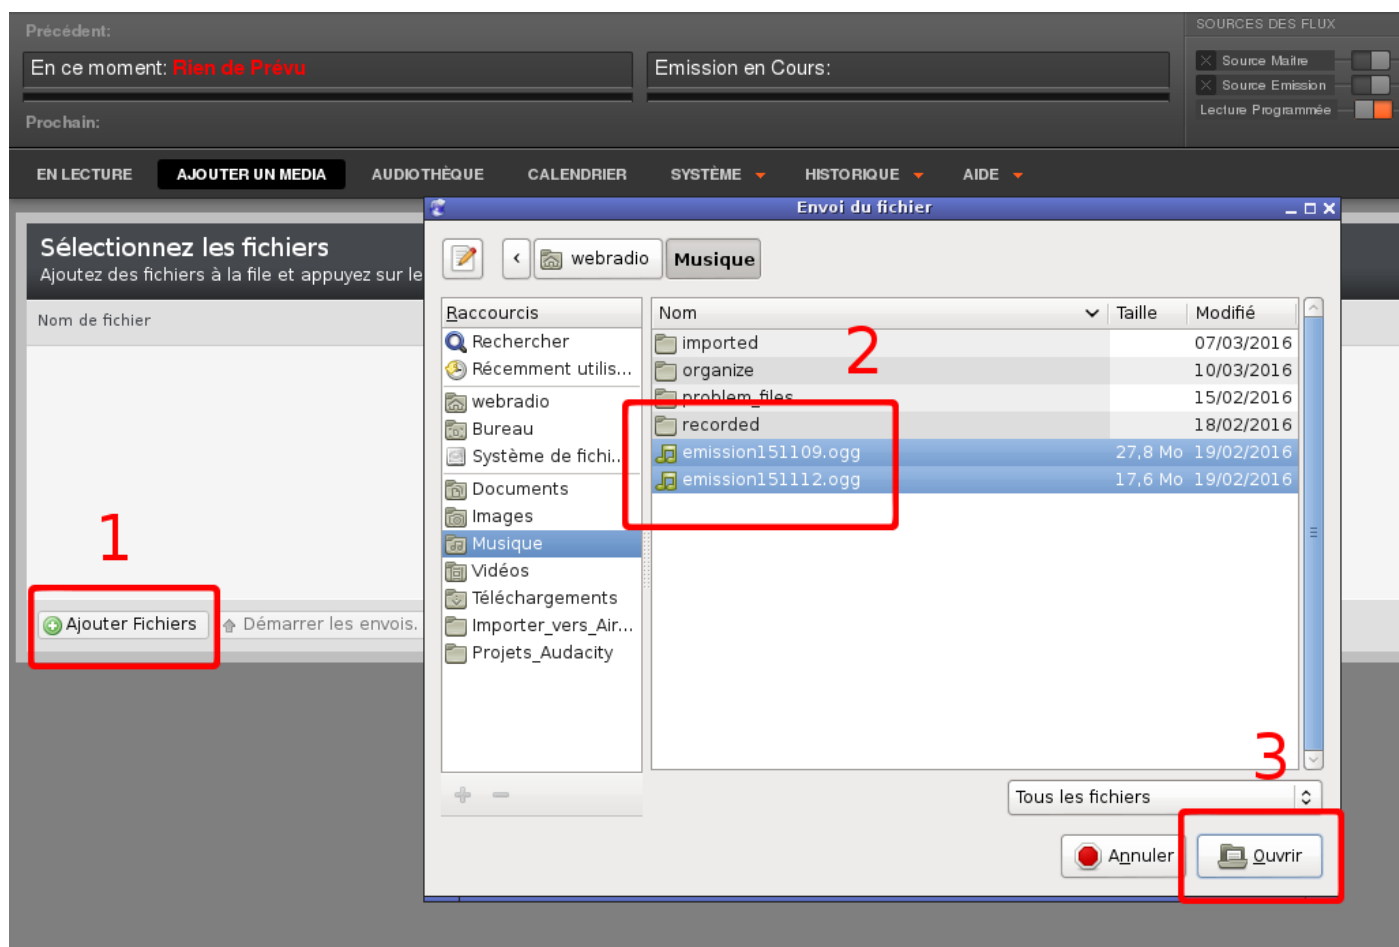 Précédent:
SOURCES DES FLUX
En ce moment: Rien de Prévu
Emission en Cours:
Source Maître
Source Emission
Lecture Programmée
Prochain:
EN LECTURE AJOUTER UN MEDIA AUDIOTHÈQUE CALENDRIER SYSTÈME HISTORIQUE AIDE
Envoi du fichier
Sélectionnez les fichiers
Ajoutez des fichiers à la file et appuyez sur le
Nom de fichier
webradio Musique
Raccourcis
Rechercher
Récemment utilis...
webradio
Bureau
Système de fichi...
Documents
Images
Musique
Vidéos
Téléchargements
Importer_vers_Air...
Projets_Audacity
Nom Taille Modifié
imported 07/03/2016
organize 10/03/2016
problem_files 15/02/2016
recorded 18/02/2016
emission151109.ogg 27,8 Mo 19/02/2016
emission151112.ogg 17,6 Mo 19/02/2016
1
2
3
Ajouter Fichiers Démarrer les envois.
Tous les fichiers
Annuler Ouvrir